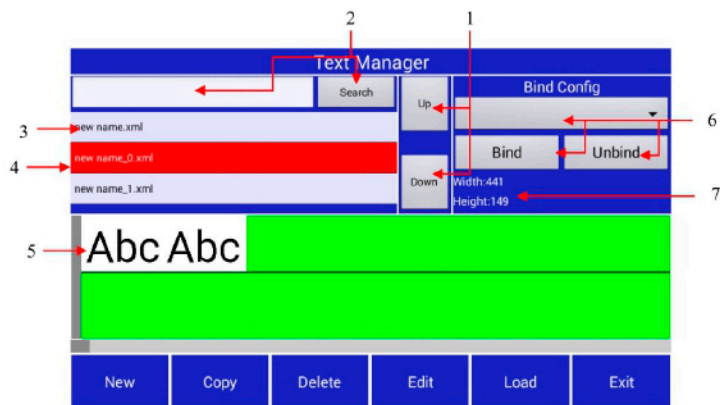 2
1
Text Manager
Search
Up
Bind Config
3
new name.xml
6
4
new name_0.xml
Bind
Unbind
new name_1.xml
Down
Width:441
Height:149
7
5
Abc Abc
New
Copy
Delete
Edit
Load
Exit